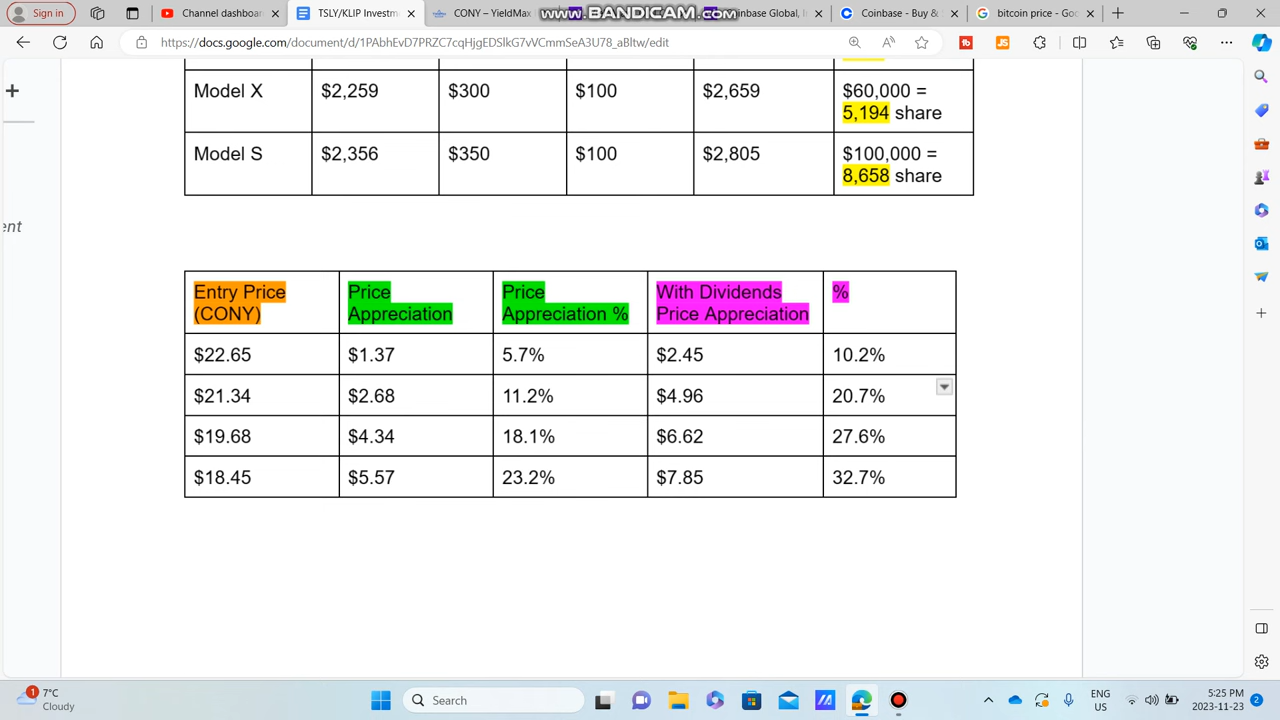 Sign in
Channel dashboard
TSLY/KLIP Investm
CONY – YieldMax
www.BANDICAM.com
nbase Global, In
Coinbase - Buy & S
Bitcoin price - Goo
https://docs.google.com/document/d/1PAbhEvD7PRZC7cqHjgEDSlkG7vVCmmSeA3U78_aBltw/edit
Model X $2,259 $300 $100 $2,659 $60,000 =
5,194 share
Model S $2,356 $350 $100 $2,805 $100,000 =
8,658 share
ent
Entry Price Price Price With Dividends %
(CONY) Appreciation Appreciation % Price Appreciation
$22.65 $1.37 5.7% $2.45 10.2%
$21.34 $2.68 11.2% $4.96 20.7%
$19.68 $4.34 18.1% $6.62 27.6%
$18.45 $5.57 23.2% $7.85 32.7%
1
7°C
Cloudy
Search
ENG
US
5:25 PM
2023-11-23
2